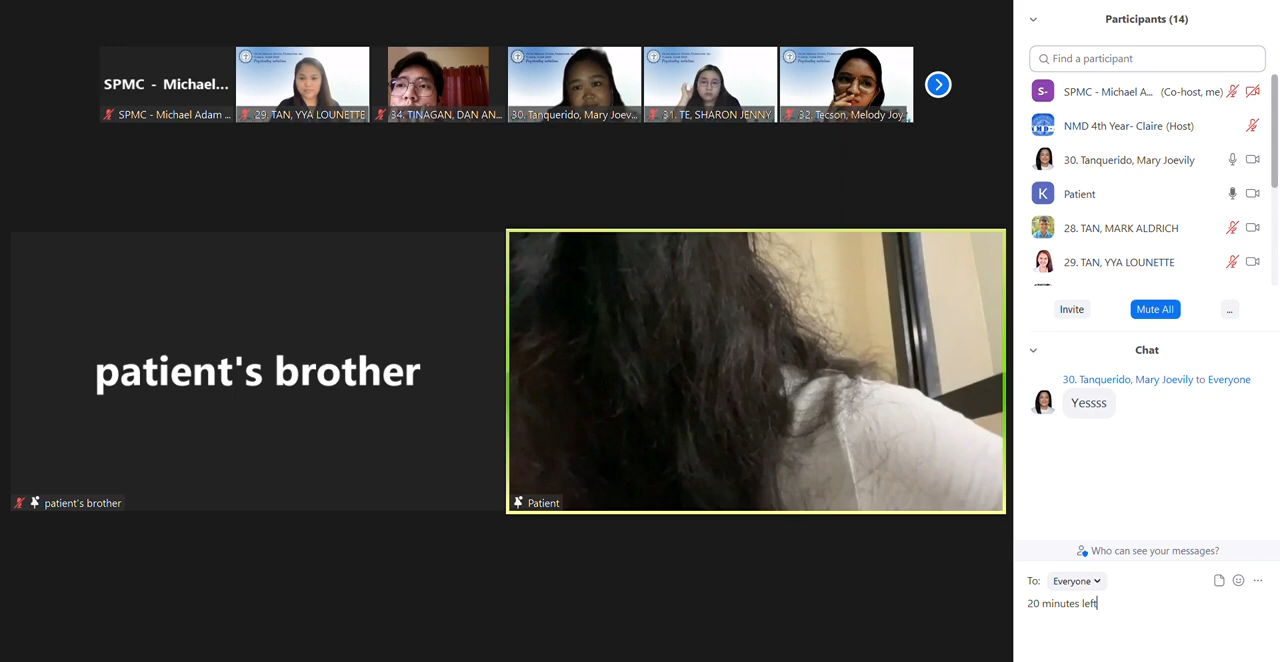 SPMC - Michael...
SPMC - Michael Adam ...
29. TAN, YYA LOUNETTE
34. TINAGAN, DAN AN...
30. Tanquerido, Mary Joev...
31. TE, SHARON JENNY
32. Tecson, Melody Joy
patient's brother
patient's brother
Patient
Participants (14)
Find a participant
S-
SPMC - Michael A... (Co-host, me)
NMD 4th Year- Claire (Host)
30. Tanquerido, Mary Joevily
K
Patient
28. TAN, MARK ALDRICH
29. TAN, YYA LOUNETTE
Invite
Mute All
...
Chat
30. Tanquerido, Mary Joevily to Everyone
Yessss
Who can see your messages?
To: Everyone
20 minutes left